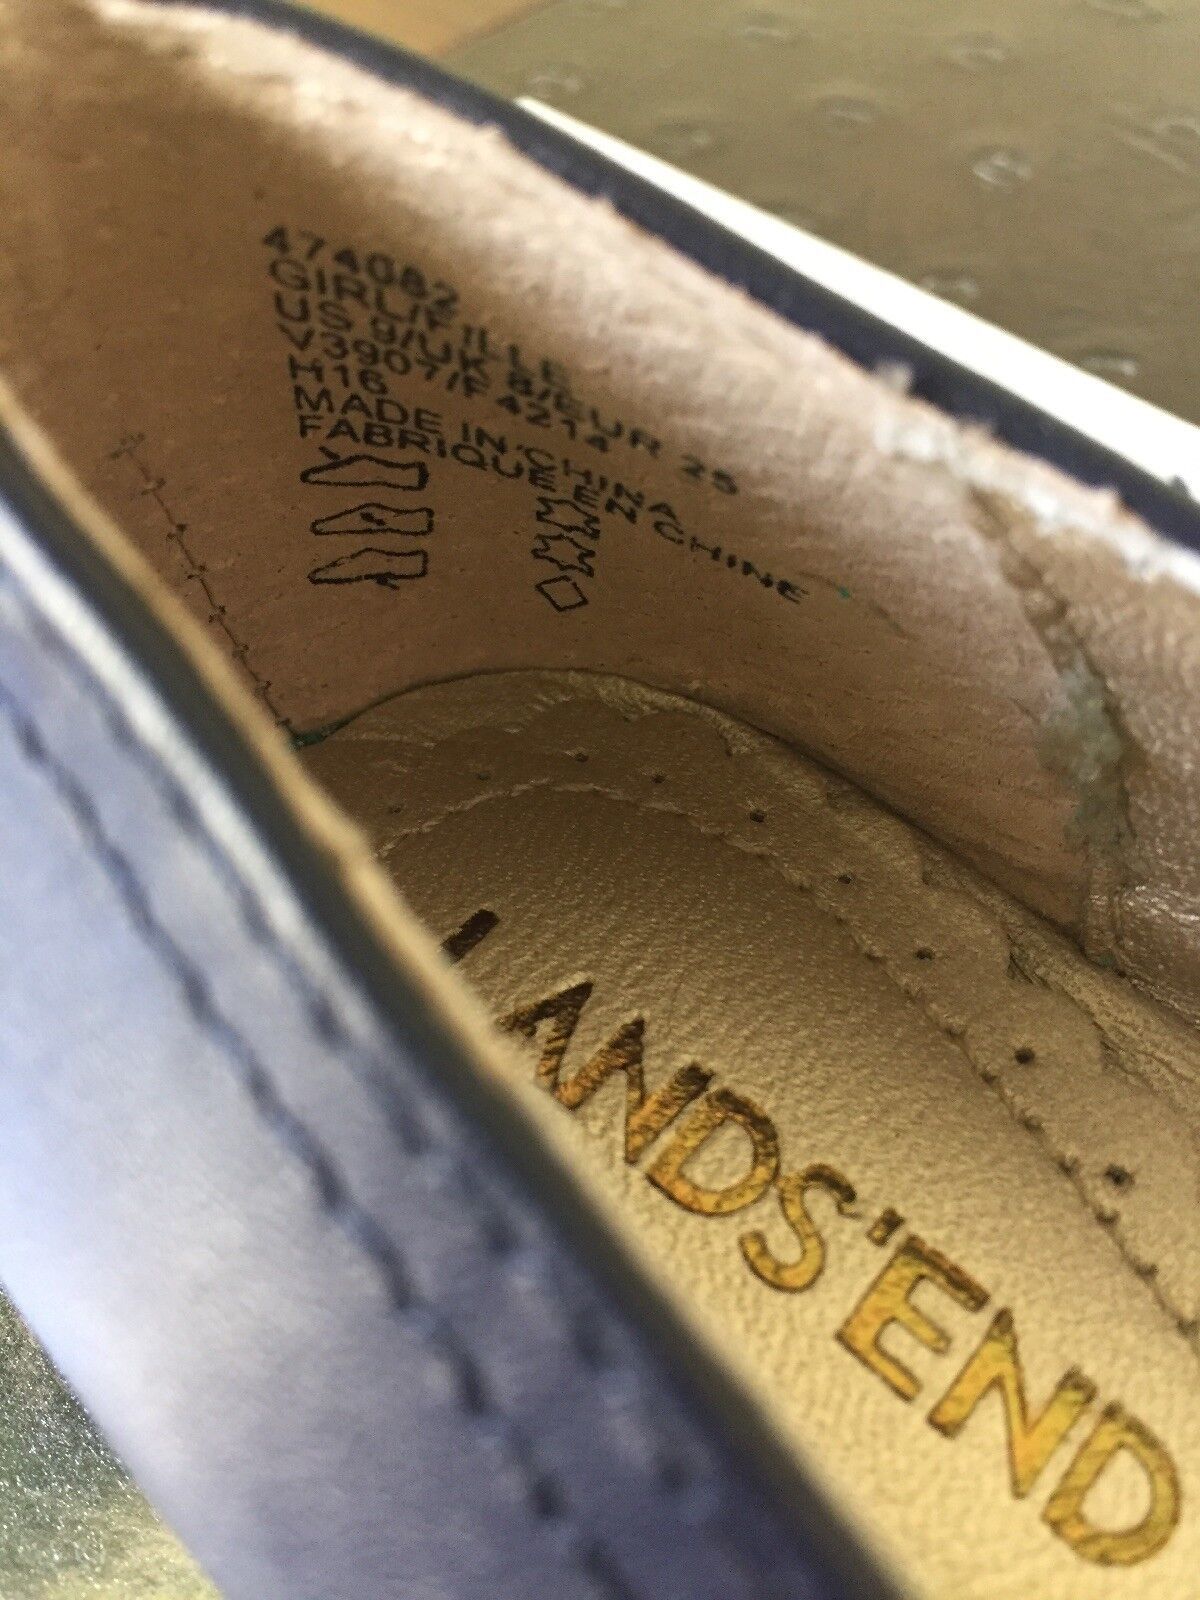 474082
GIRL/FILLE
US 9/UK 8/EUR 25
V3907/F4214
H16
MADE IN CHINA
FABRIQUE EN CHINE
LANDS' END